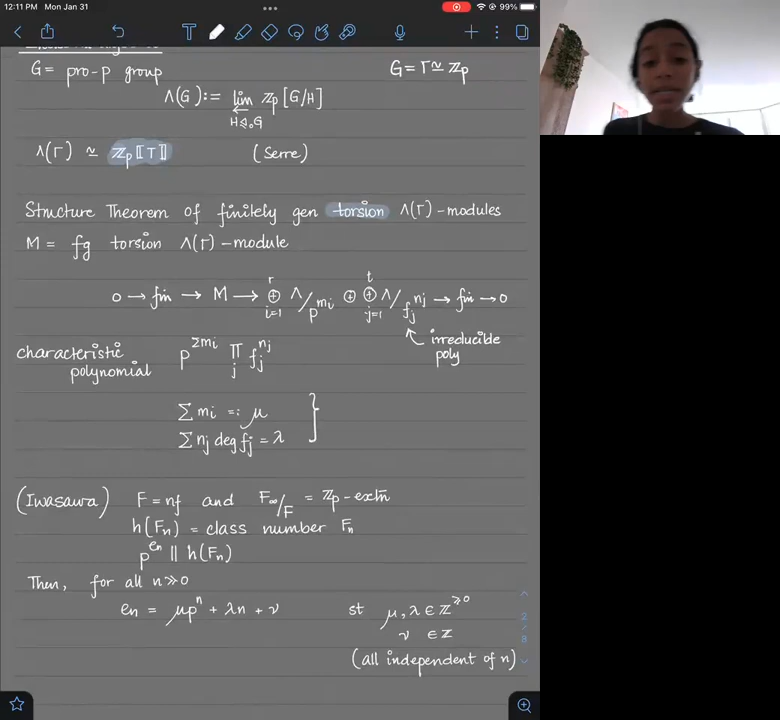 12:11 PM Mon Jan 31
99%
G = pro-p group
G = Γ ≃ ℤp
Λ(G) := lim ℤp[G/H]
←
H⊴₀G
Λ(Γ) ≃ ℤp⟦T⟧ (Serre)
Structure Theorem of finitely gen torsion Λ(Γ)-modules
M = fg torsion Λ(Γ)-module
0 → fin → M → ⊕_{i=1}^{r} Λ/p^{mi} ⊕ ⊕_{j=1}^{t} Λ/fj^{nj} → fin → 0
irreducible
poly
characteristic
polynomial
p^{Σmi} ∏_j fj^{nj}
Σ mi =: μ
Σ nj deg fj = λ
(Iwasawa) F = nf and F∞/F = ℤp-extn
h(Fn) = class number Fn
p^{en} || h(Fn)
Then, for all n≫0
en = μp^n + λn + ν st μ, λ ∈ ℤ^{≥0}
ν ∈ ℤ
(all independent of n)
2
/
8